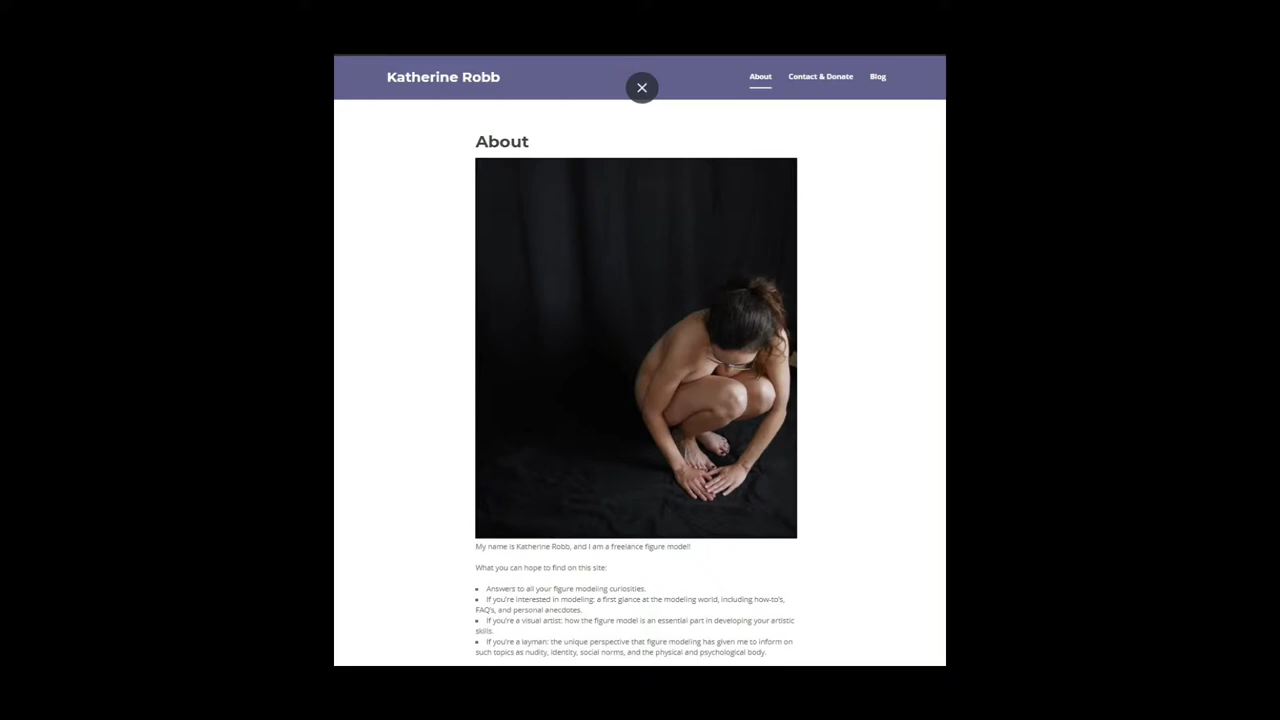 Katherine Robb
About
Contact & Donate
Blog
About
My name is Katherine Robb, and I am a freelance figure model!
What you can hope to find on this site:
Answers to all your figure modeling curiosities.
If you're interested in modeling: a first glance at the modeling world, including how-to's,
FAQ's, and personal anecdotes.
If you're a visual artist: how the figure model is an essential part in developing your artistic
skills.
If you're a layman: the unique perspective that figure modeling has given me to inform on
such topics as nudity, identity, social norms, and the physical and psychological body.